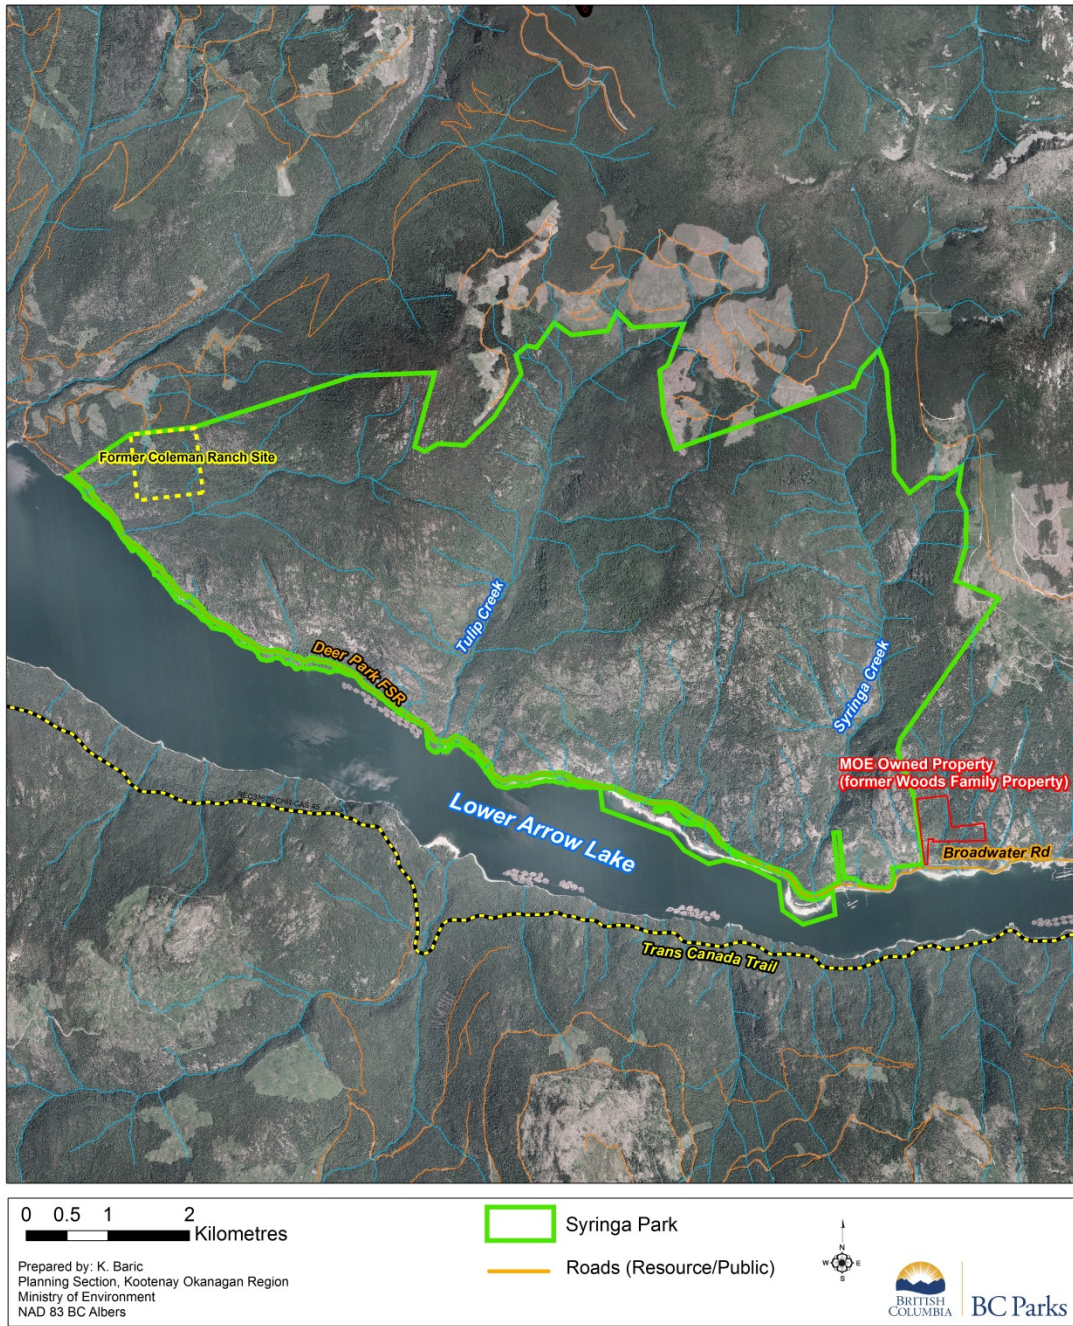 Former Coleman Ranch Site
Tulip Creek
Deer Park FSR
Syringa Creek
MOE Owned Property
(former Woods Family Property)
Broadwater Rd
Lower Arrow Lake
Trans Canada Trail
0 0.5 1 2
Kilometres
Prepared by: K. Baric
Planning Section, Kootenay Okanagan Region
Ministry of Environment
NAD 83 BC Albers
Syringa Park
Roads (Resource/Public)
N
W E
S
BRITISH
COLUMBIA
BC Parks